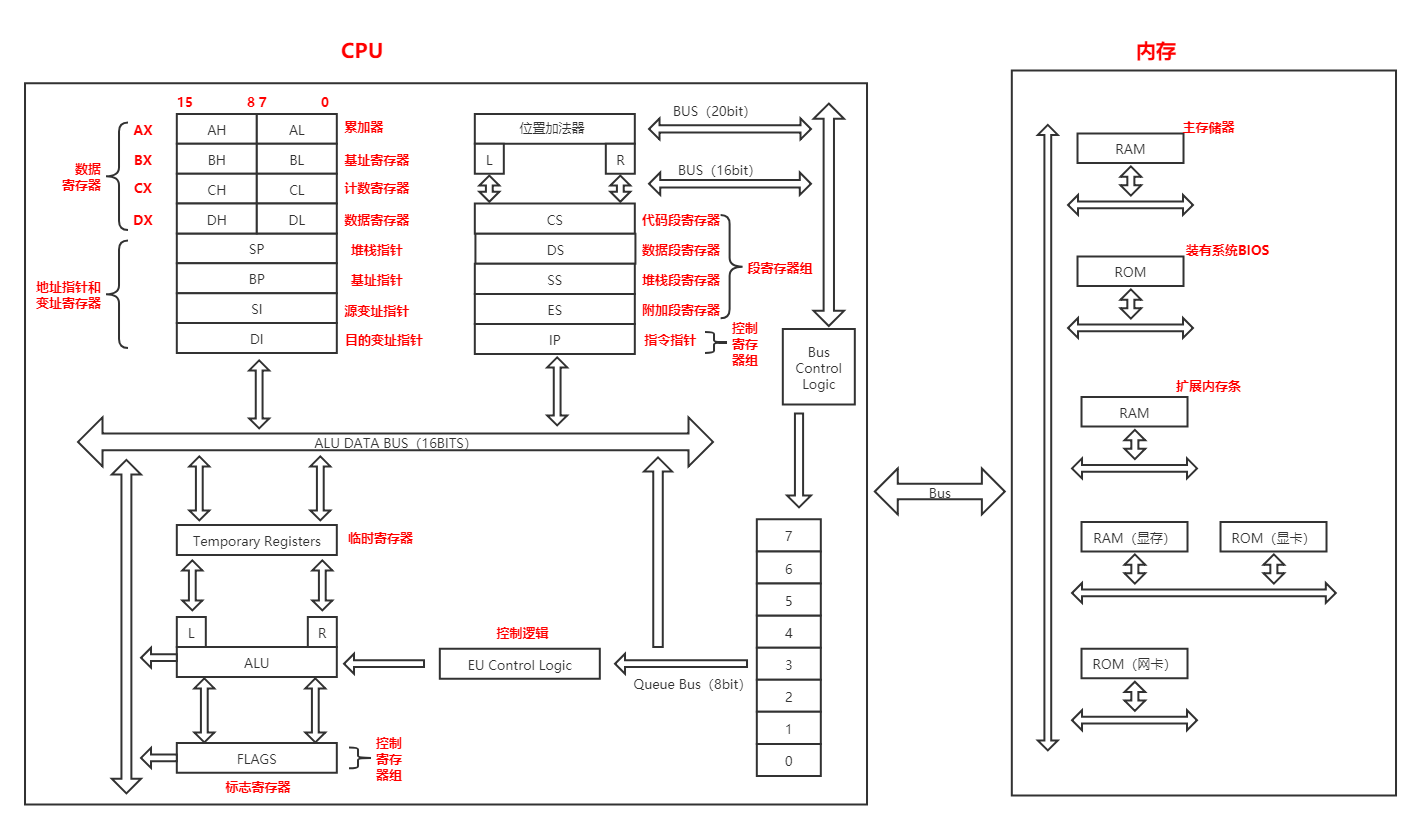 CPU
内存
15
8 7
0
AX
AH
AL
累加器
BX
BH
BL
基址寄存器
CX
CH
CL
计数寄存器
DX
DH
DL
数据寄存器
数据
寄存器
SP
堆栈指针
BP
基址指针
SI
源变址指针
DI
目的变址指针
地址指针和
变址寄存器
位置加法器
L
R
BUS（20bit）
BUS（16bit）
CS
代码段寄存器
DS
数据段寄存器
SS
堆栈段寄存器
ES
附加段寄存器
段寄存器组
IP
指令指针
控制
寄存
器组
Bus
Control
Logic
ALU DATA BUS（16BITS）
Temporary Registers
临时寄存器
L
R
ALU
控制逻辑
EU Control Logic
Queue Bus（8bit）
FLAGS
标志寄存器
控制
寄存
器组
7
6
5
4
3
2
1
0
Bus
主存储器
RAM
装有系统BIOS
ROM
扩展内存条
RAM
RAM（显存）
ROM（显卡）
ROM（网卡）